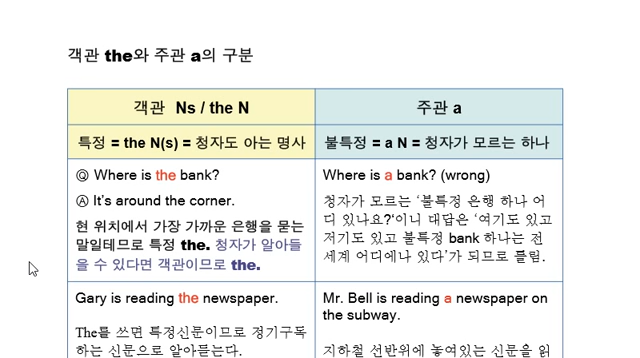 객관 the와 주관 a의 구분
객관 Ns / the N
주관 a
특정 = the N(s) = 청자도 아는 명사
불특정 = a N = 청자가 모르는 하나
Ⓠ Where is the bank?
Ⓐ It's around the corner.
현 위치에서 가장 가까운 은행을 묻는
말일테므로 특정 the. 청자가 알아들
을 수 있다면 객관이므로 the.
Where is a bank? (wrong)
청자가 모르는 '불특정 은행 하나 어
디 있나요?'이니 대답은 '여기도 있고
저기도 있고 불특정 bank 하나는 전
세계 어디에나 있다'가 되므로 틀림.
Gary is reading the newspaper.
The를 쓰면 특정신문이므로 정기구독
하는 신문으로 알아듣는다.
Mr. Bell is reading a newspaper on
the subway.
지하철 선반위에 놓여있는 신문을 읽